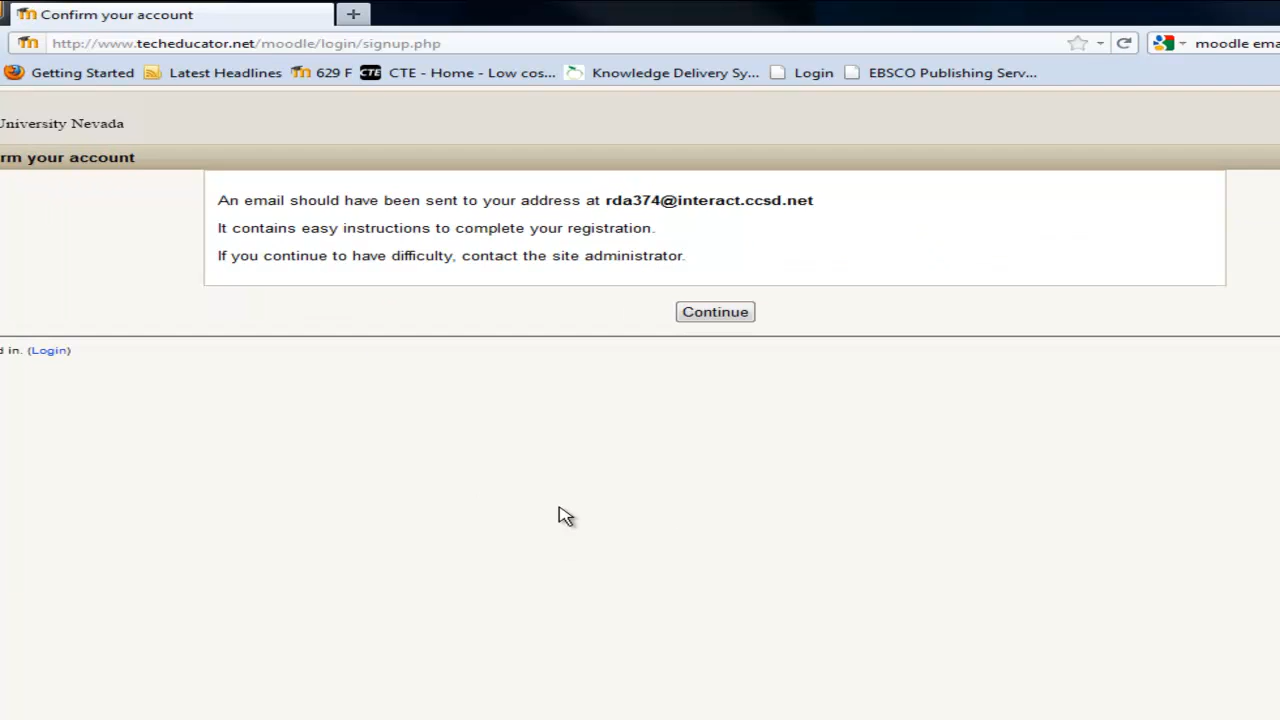 Confirm your account
http://www.techeducator.net/moodle/login/signup.php
moodle ema
Getting Started Latest Headlines 629 F CTE CTE - Home - Low cos... Knowledge Delivery Sy... Login EBSCO Publishing Serv...
University Nevada
rm your account
An email should have been sent to your address at rda374@interact.ccsd.net
It contains easy instructions to complete your registration.
If you continue to have difficulty, contact the site administrator.
Continue
d in. (Login)